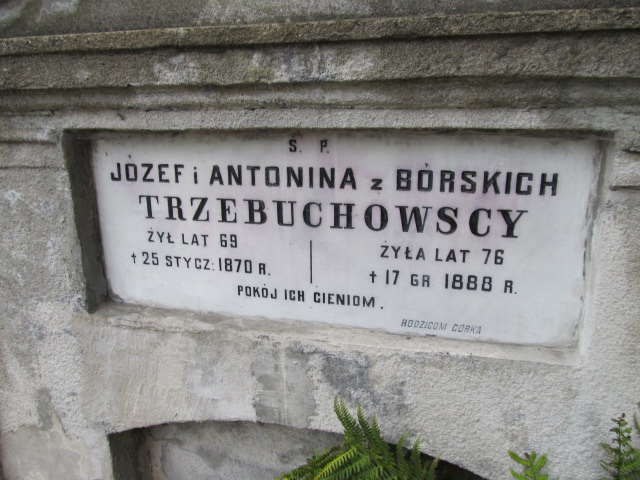 Ś. P.
JÓZEF i ANTONINA z BÓRSKICH
TRZEBUCHOWSCY
ŻYŁ LAT 69
† 25 STYCZ: 1870 R.
ŻYŁA LAT 76
† 17 GR 1888 R.
POKÓJ ICH CIENIOM.
RODZICOM CÓRKA